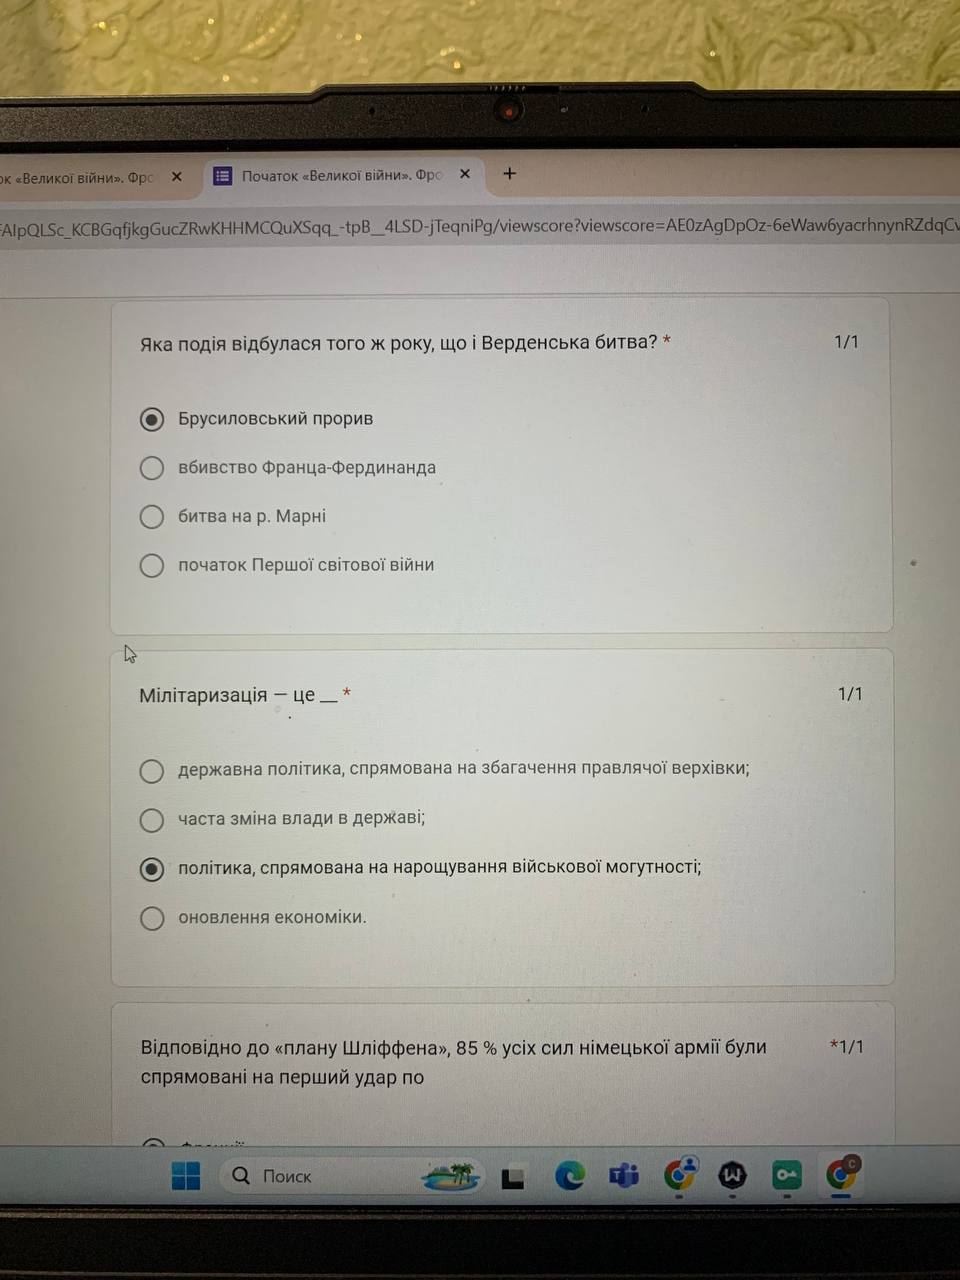 ок «Великої війни». Фро
Початок «Великої війни». Фро
FAIpQLSc_KCBGqfjkgGucZRwKHHMCQuXSqq_-tpB__4LSD-jTeqniPg/viewscore?viewscore=AE0zAgDpOz-6eWaw6yacrhnynRZdqCv
Яка подія відбулася того ж року, що і Верденська битва? * 1/1
Брусиловський прорив
вбивство Франца-Фердинанда
битва на р. Марні
початок Першої світової війни
Мілітаризація — це __ * 1/1
державна політика, спрямована на збагачення правлячої верхівки;
часта зміна влади в державі;
політика, спрямована на нарощування військової могутності;
оновлення економіки.
Відповідно до «плану Шліффена», 85 % усіх сил німецької армії були *1/1
спрямовані на перший удар по
Поиск